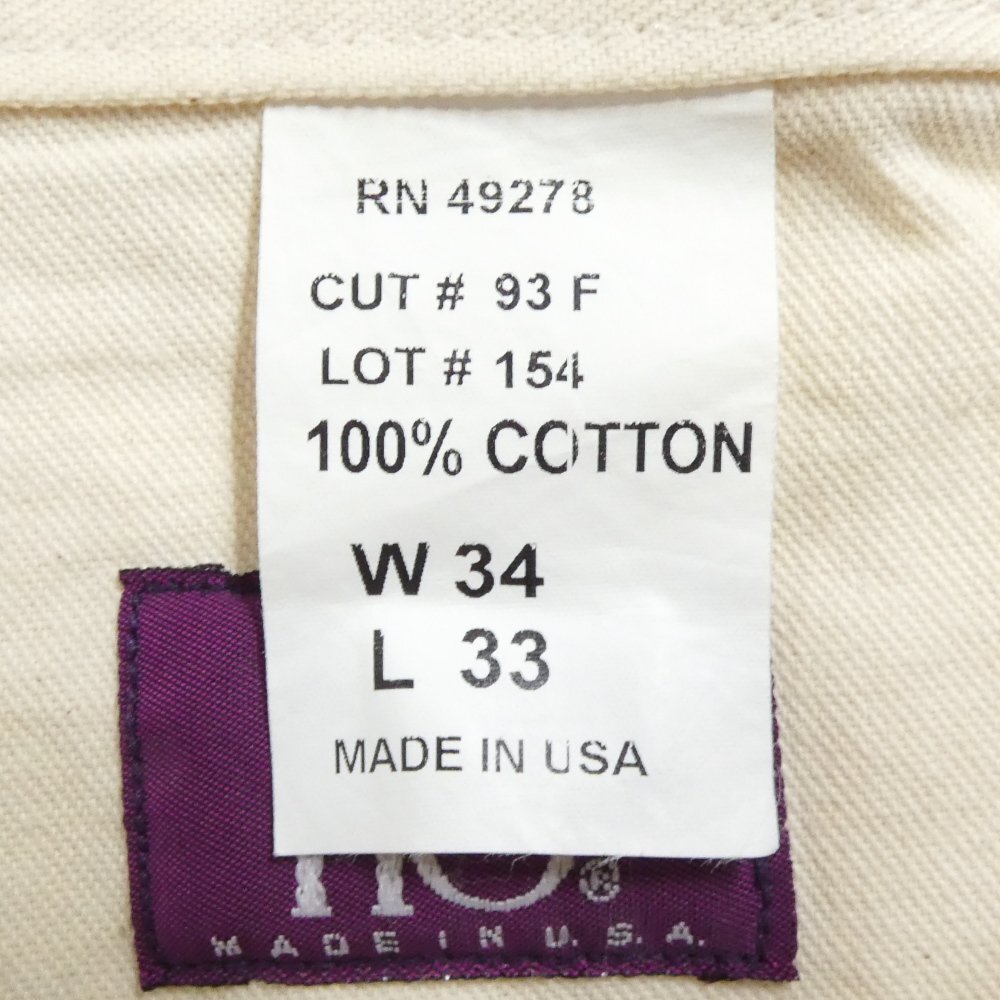 RN 49278
CUT # 93 F
LOT # 154
100% COTTON
W 34
L 33
MADE IN USA
MADE IN U.S.A.